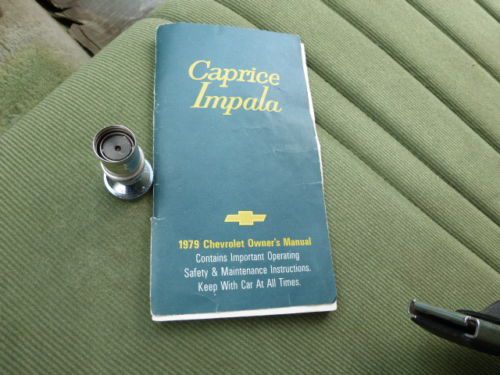 Caprice
Impala
1979 Chevrolet Owner's Manual
Contains Important Operating
Safety & Maintenance Instructions.
Keep With Car At All Times.